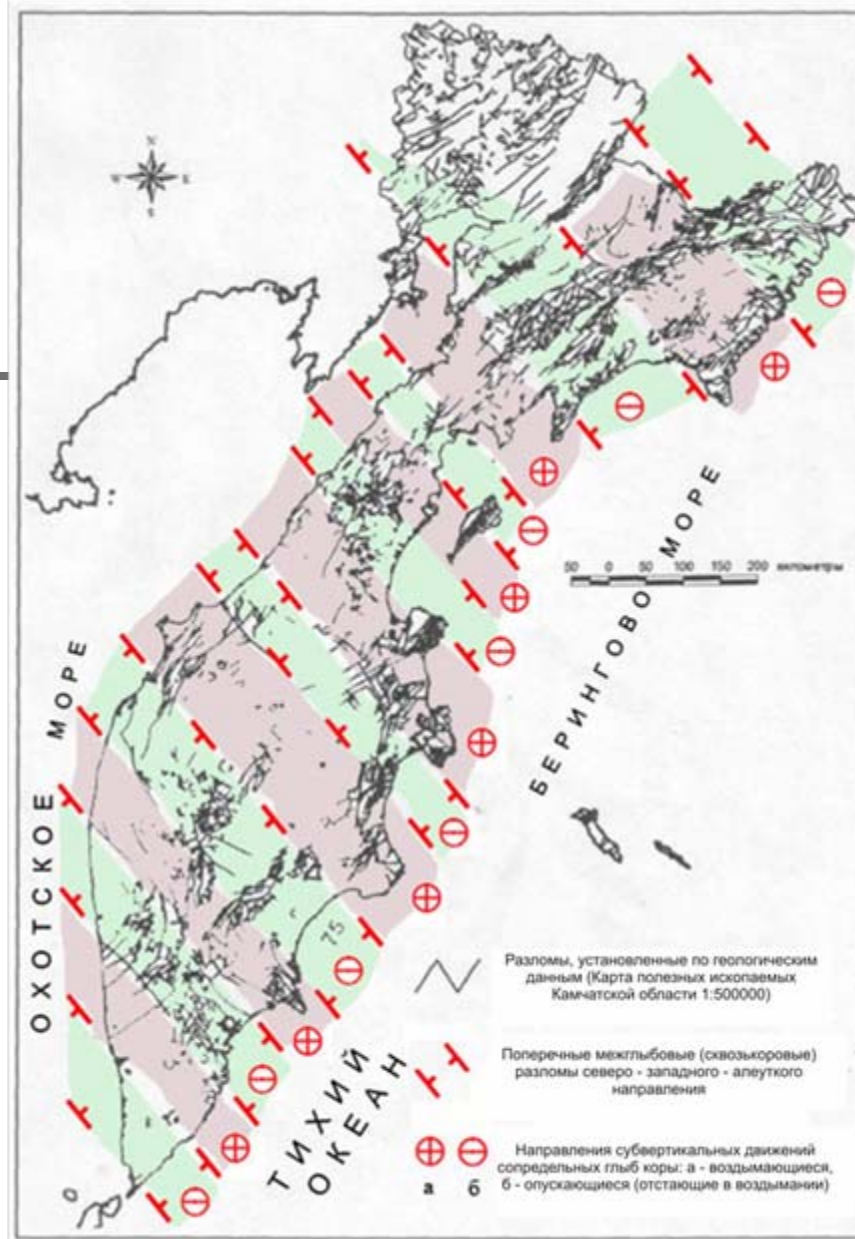 N
W
E
S
ОХОТСКОЕ МОРЕ
БЕРИНГОВО МОРЕ
ТИХИЙ
ОКЕАН
50 0 50 100 150 200 километры
75
Разломы, установленные по геологическим
данным (Карта полезных ископаемых
Камчатской области 1:500000)
Поперечные межглыбовые (сквозькоровые)
разломы северо - западного - алеуткого
направления
Направления субвертикальных движений
сопредельных глыб коры: а - воздымающиеся,
б - опускающиеся (отстающие в воздымании)
а б